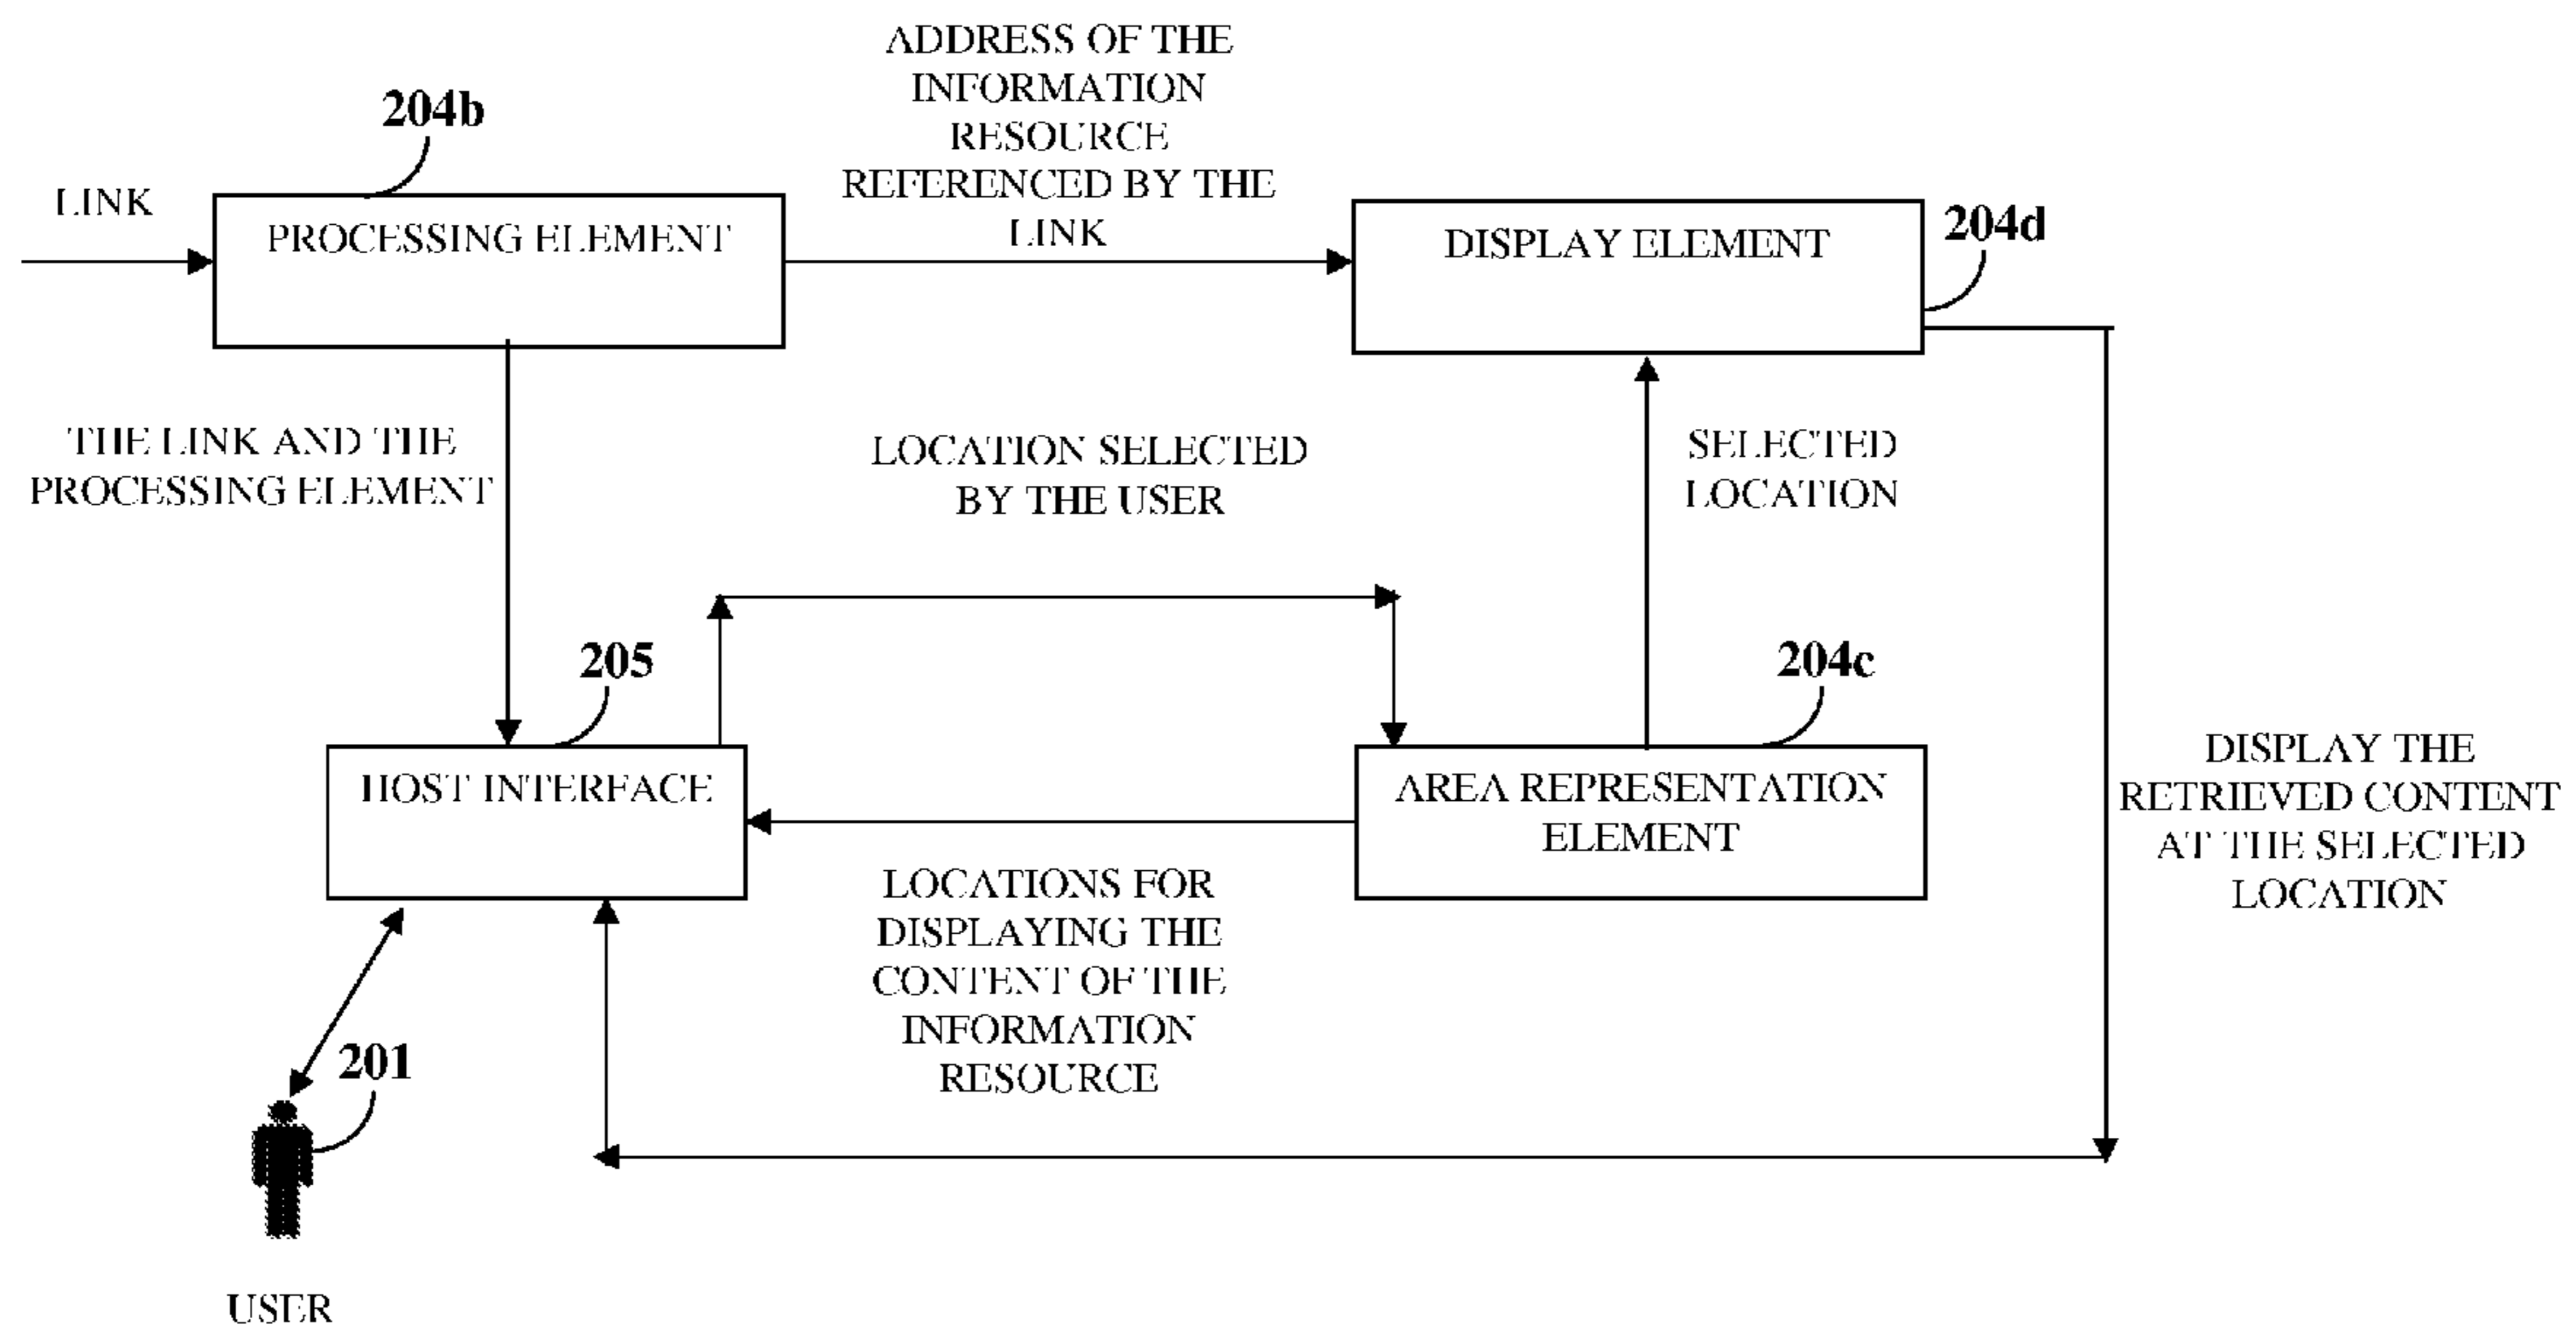 ADDRESS OF THE
INFORMATION
RESOURCE
REFERENCED BY THE
LINK
204b
LINK
PROCESSING ELEMENT
DISPLAY ELEMENT
204d
THE LINK AND THE
PROCESSING ELEMENT
LOCATION SELECTED
BY THE USER
SELECTED
LOCATION
205
204c
HOST INTERFACE
AREA REPRESENTATION
ELEMENT
DISPLAY THE
RETRIEVED CONTENT
AT THE SELECTED
LOCATION
LOCATIONS FOR
DISPLAYING THE
CONTENT OF THE
INFORMATION
RESOURCE
201
USER